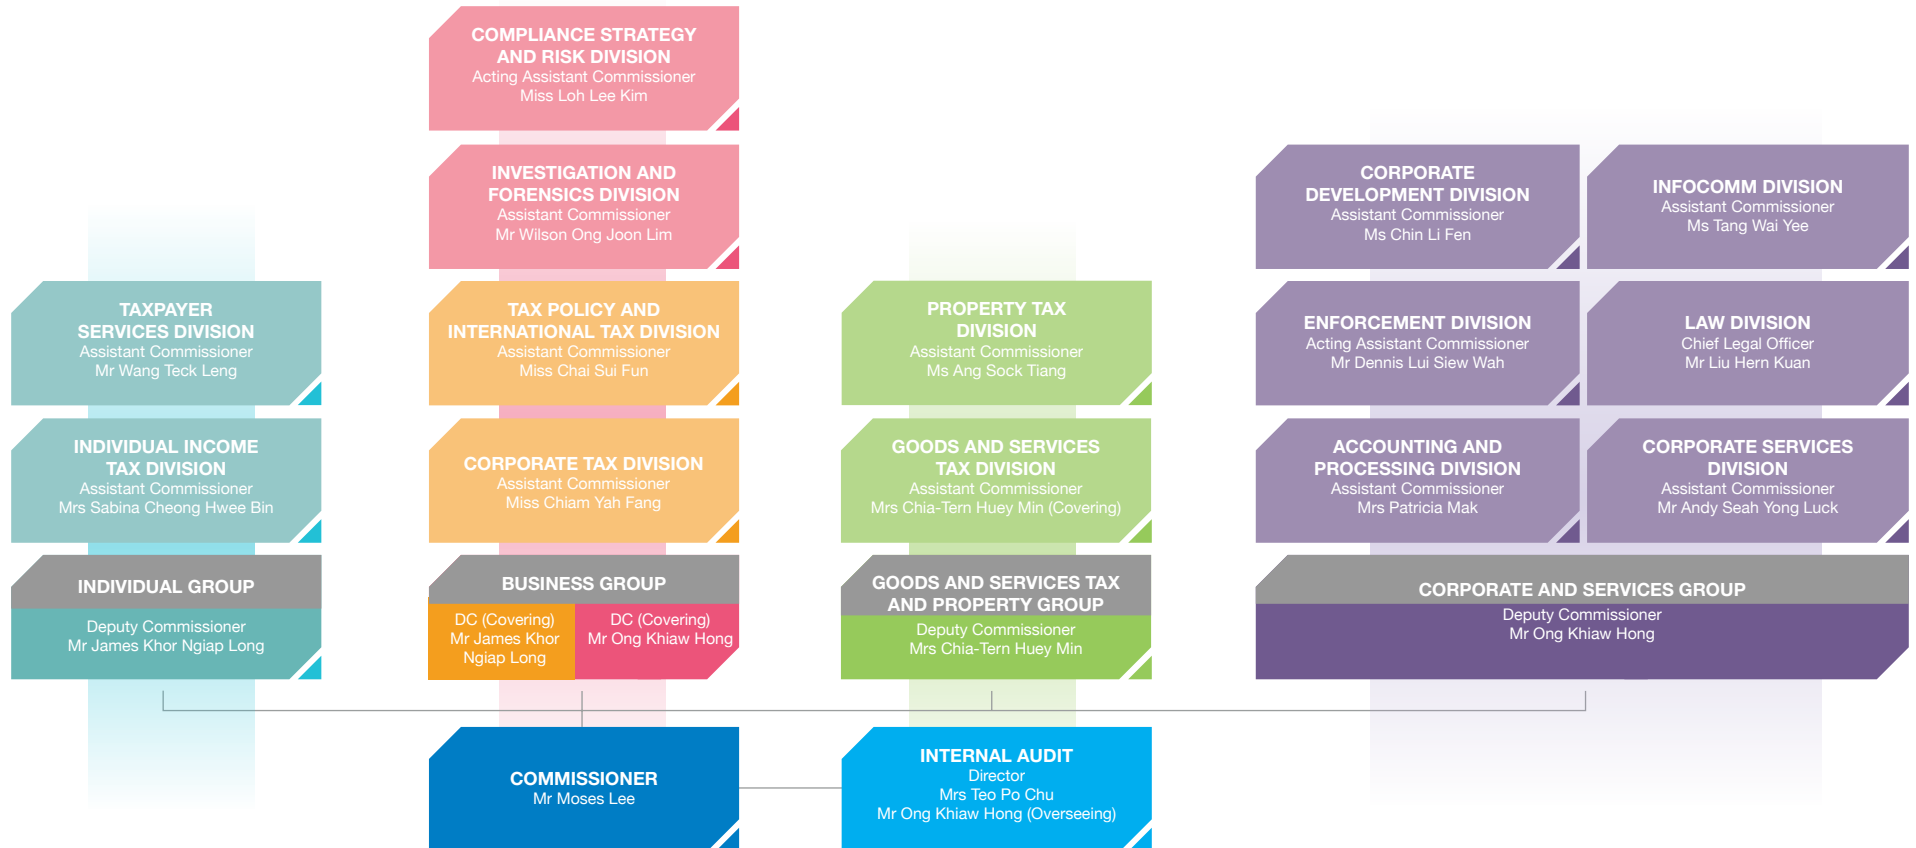 COMPLIANCE STRATEGY
AND RISK DIVISION
Acting Assistant Commissioner
Miss Loh Lee Kim
INVESTIGATION AND
FORENSICS DIVISION
Assistant Commissioner
Mr Wilson Ong Joon Lim
CORPORATE
DEVELOPMENT DIVISION
Assistant Commissioner
Ms Chin Li Fen
INFOCOMM DIVISION
Assistant Commissioner
Ms Tang Wai Yee
TAXPAYER
SERVICES DIVISION
Assistant Commissioner
Mr Wang Teck Leng
TAX POLICY AND
INTERNATIONAL TAX DIVISION
Assistant Commissioner
Miss Chai Sui Fun
PROPERTY TAX
DIVISION
Assistant Commissioner
Ms Ang Sock Tiang
ENFORCEMENT DIVISION
Acting Assistant Commissioner
Mr Dennis Lui Siew Wah
LAW DIVISION
Chief Legal Officer
Mr Liu Hern Kuan
INDIVIDUAL INCOME
TAX DIVISION
Assistant Commissioner
Mrs Sabina Cheong Hwee Bin
CORPORATE TAX DIVISION
Assistant Commissioner
Miss Chiam Yah Fang
GOODS AND SERVICES
TAX DIVISION
Assistant Commissioner
Mrs Chia-Tern Huey Min (Covering)
ACCOUNTING AND
PROCESSING DIVISION
Assistant Commissioner
Mrs Patricia Mak
CORPORATE SERVICES
DIVISION
Assistant Commissioner
Mr Andy Seah Yong Luck
INDIVIDUAL GROUP
Deputy Commissioner
Mr James Khor Ngiap Long
BUSINESS GROUP
DC (Covering)
Mr James Khor
Ngiap Long
DC (Covering)
Mr Ong Khiaw Hong
GOODS AND SERVICES TAX
AND PROPERTY GROUP
Deputy Commissioner
Mrs Chia-Tern Huey Min
CORPORATE AND SERVICES GROUP
Deputy Commissioner
Mr Ong Khiaw Hong
COMMISSIONER
Mr Moses Lee
INTERNAL AUDIT
Director
Mrs Teo Po Chu
Mr Ong Khiaw Hong (Overseeing)